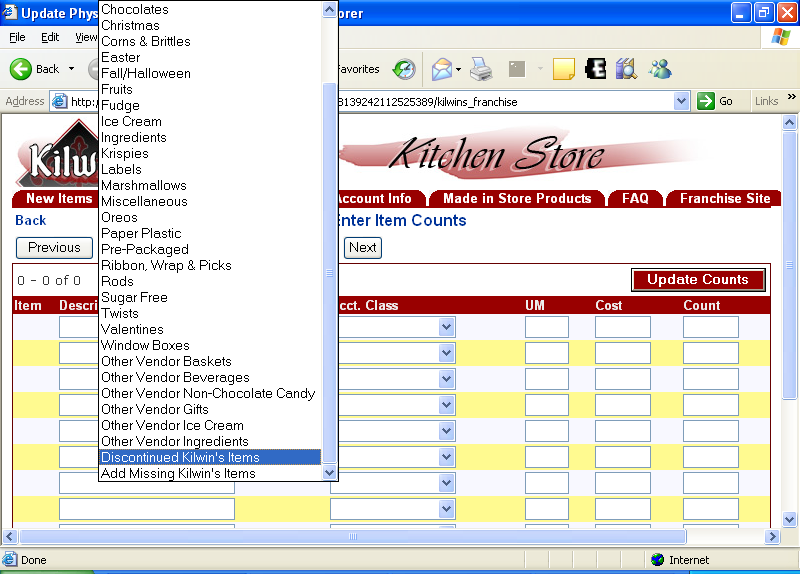 Update Phys
orer
File Edit View
Back
Favorites
Address http:
8139242112525389/kilwins_franchise
Go Links »
Chocolates
Christmas
Corns & Brittles
Easter
Fall/Halloween
Fruits
Fudge
Ice Cream
Ingredients
Krispies
Labels
Marshmallows
Miscellaneous
Oreos
Paper Plastic
Pre-Packaged
Ribbon, Wrap & Picks
Rods
Sugar Free
Twists
Valentines
Window Boxes
Other Vendor Baskets
Other Vendor Beverages
Other Vendor Non-Chocolate Candy
Other Vendor Gifts
Other Vendor Ice Cream
Other Vendor Ingredients
Discontinued Kilwin's Items
Add Missing Kilwin's Items
Kilw
Kitchen Store
New Items
Account Info Made in Store Products FAQ Franchise Site
Back
Enter Item Counts
Previous
Next
0 - 0 of 0
Update Counts
Item Descri
cct. Class UM Cost Count
Done
Internet